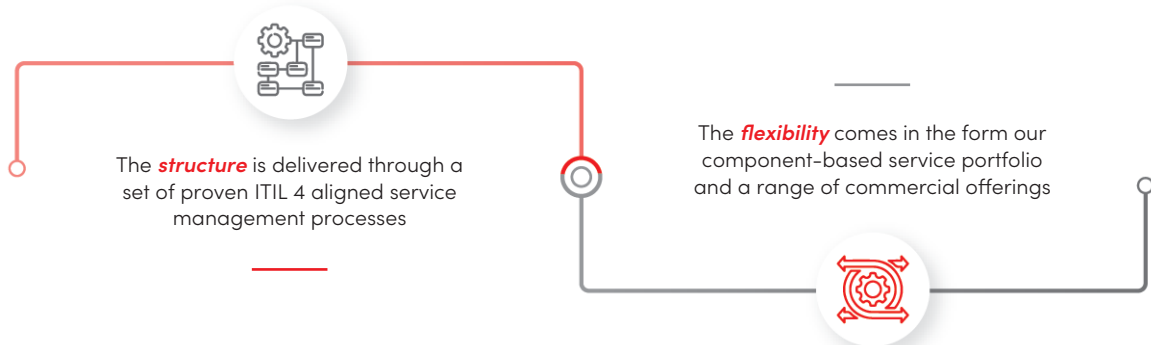 The structure is delivered through a
set of proven ITIL 4 aligned service
management processes
The flexibility comes in the form our
component-based service portfolio
and a range of commercial offerings